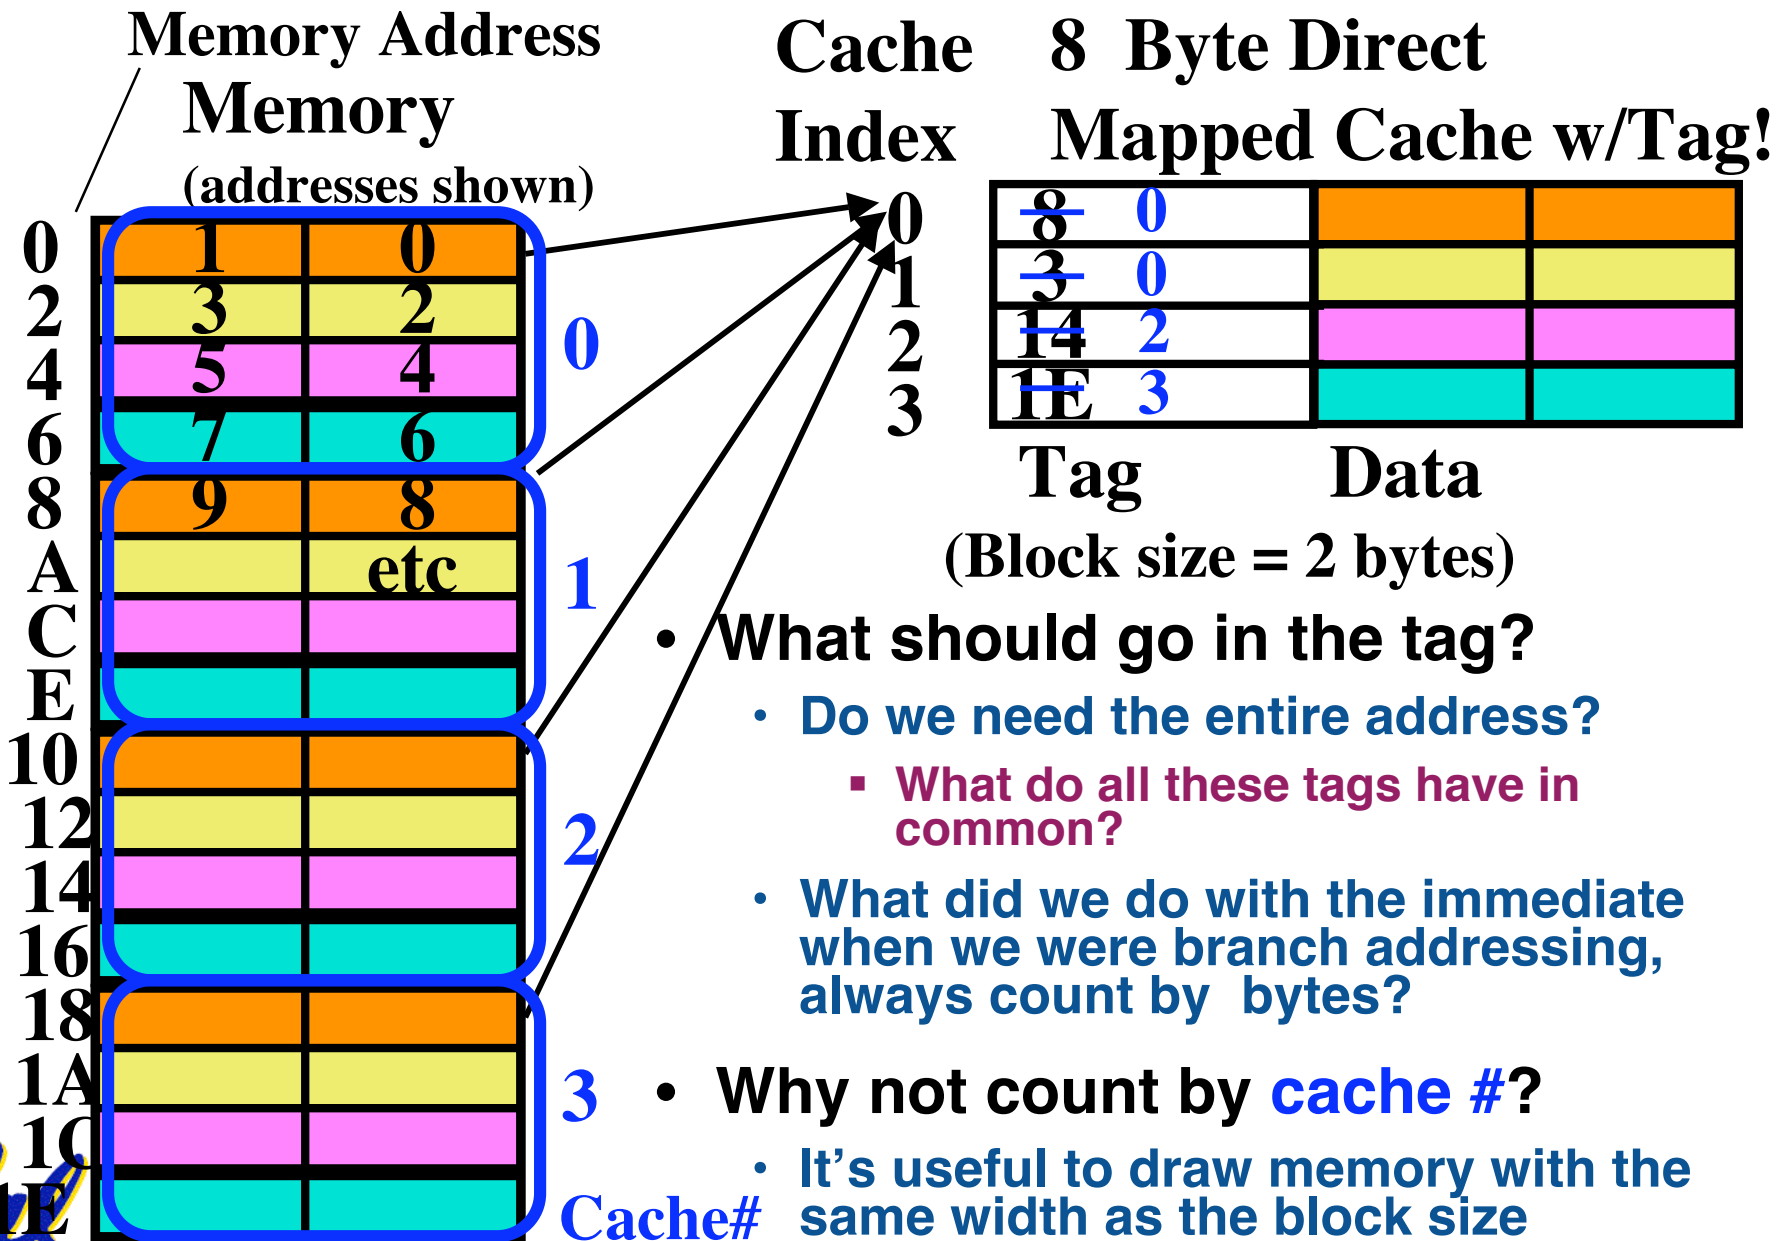 Memory Address
Memory
(addresses shown)
0 1 0
2 3 2
4 5 4
6 7 6
0
8 9 8
A etc
C
E
1
10
12
14
16
2
18
1A
1C
1E
3
Cache#
Cache
Index
8 Byte Direct
Mapped Cache w/Tag!
0 8 0
1 3 0
2 14 2
3 1E 3
Tag Data
(Block size = 2 bytes)
• What should go in the tag?
• Do we need the entire address?
▪ What do all these tags have in
common?
• What did we do with the immediate
when we were branch addressing,
always count by bytes?
• Why not count by cache #?
• It's useful to draw memory with the
same width as the block size